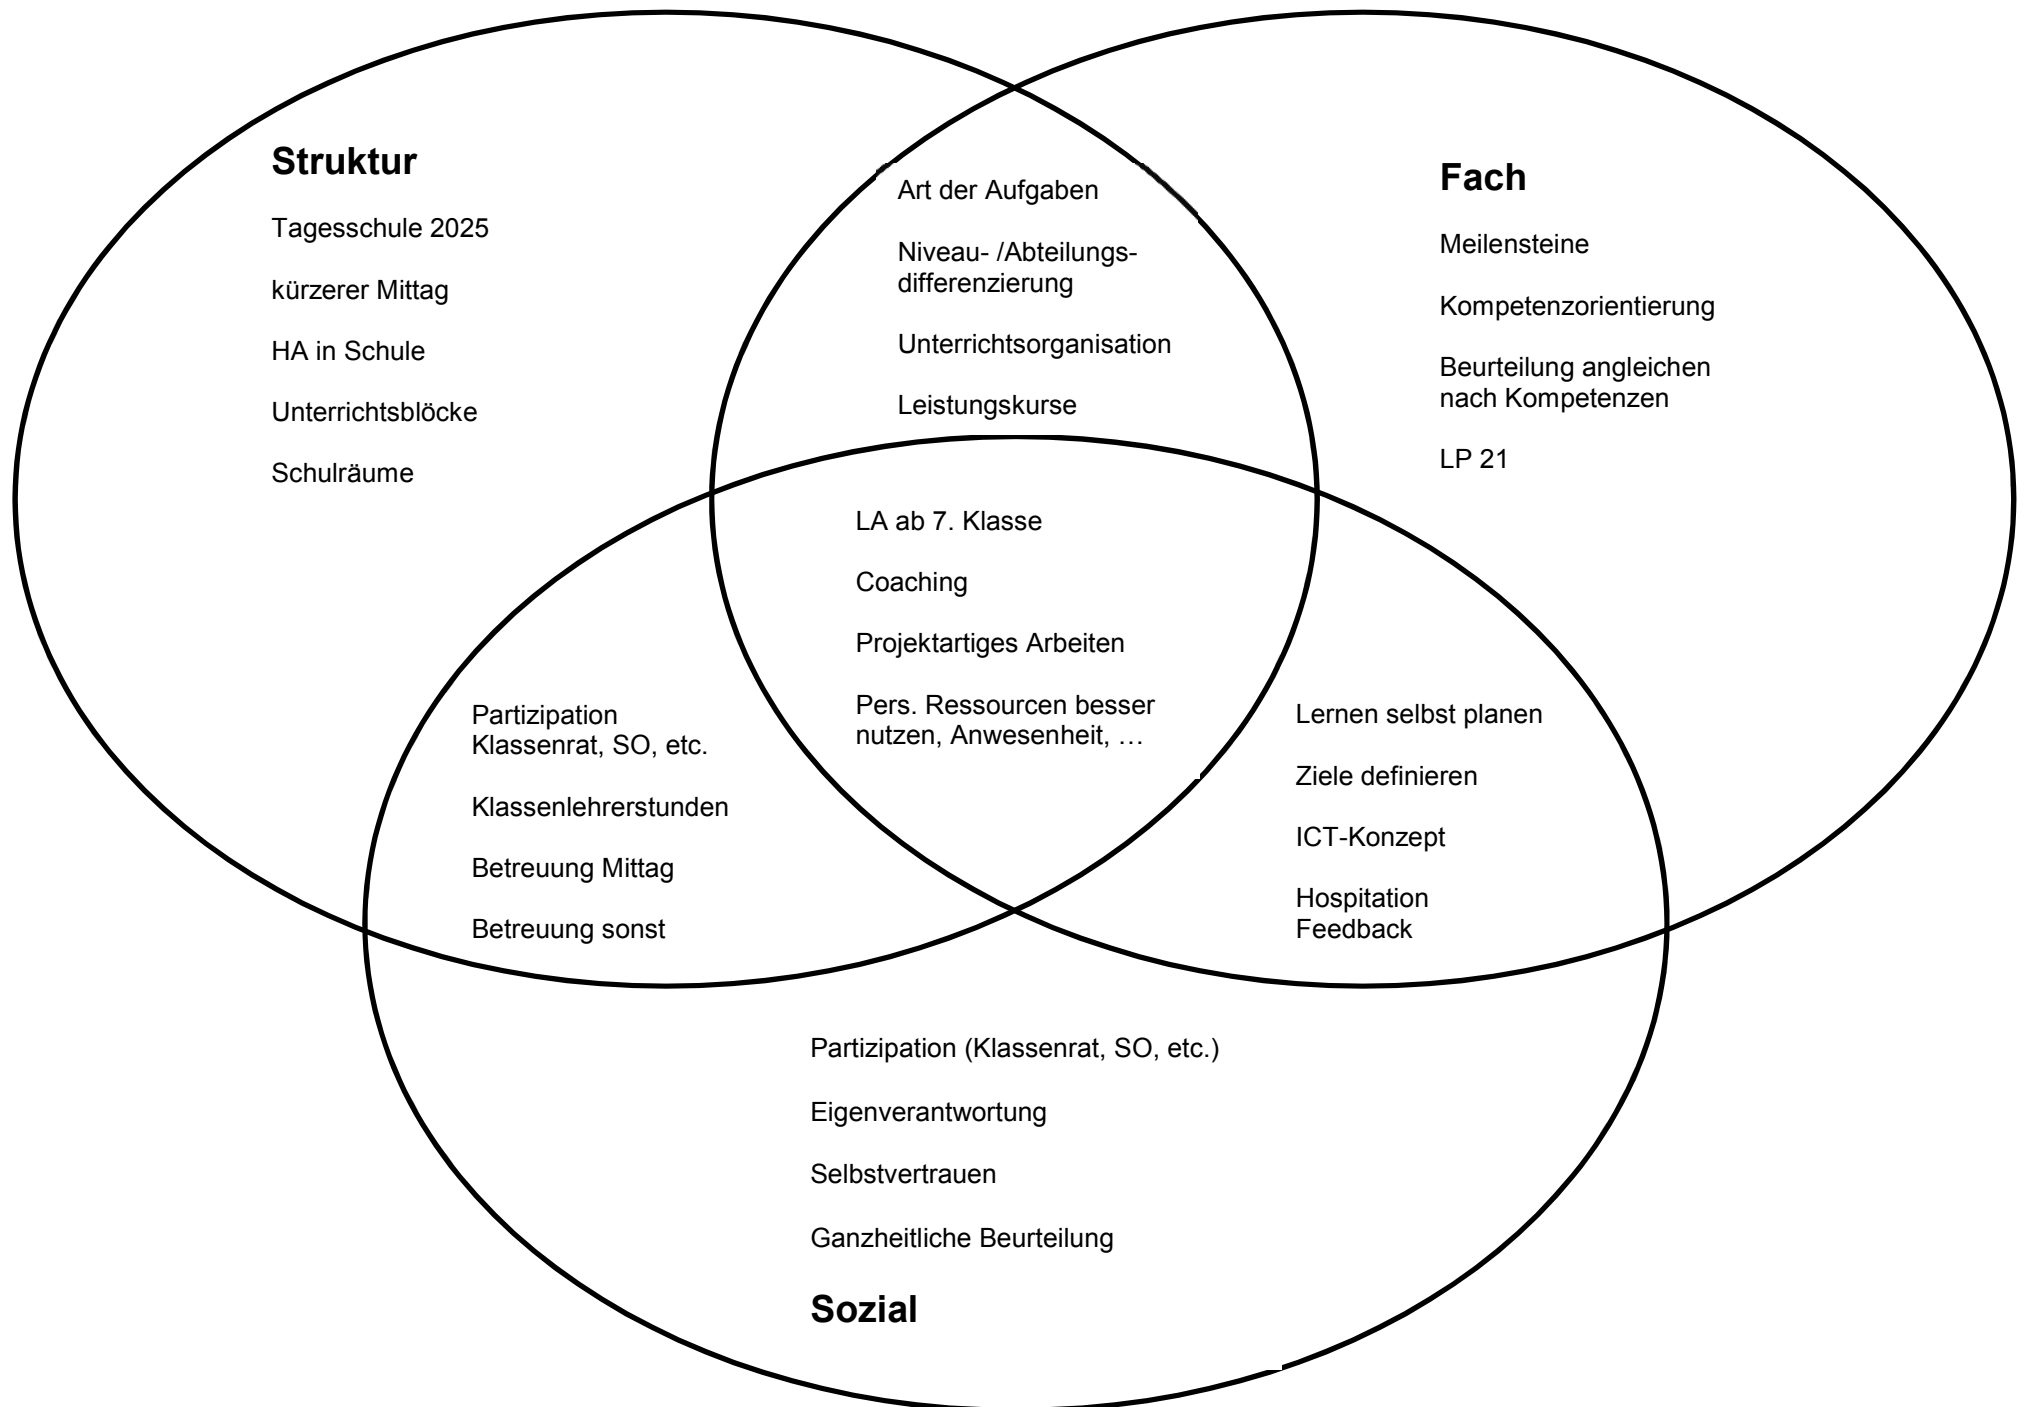 Struktur
Tagesschule 2025
kürzerer Mittag
HA in Schule
Unterrichtsblöcke
Schulräume
Art der Aufgaben
Niveau- /Abteilungs-
differenzierung
Unterrichtsorganisation
Leistungskurse
Fach
Meilensteine
Kompetenzorientierung
Beurteilung angleichen
nach Kompetenzen
LP 21
LA ab 7. Klasse
Coaching
Projektartiges Arbeiten
Pers. Ressourcen besser
nutzen, Anwesenheit, …
Partizipation
Klassenrat, SO, etc.
Klassenlehrerstunden
Betreuung Mittag
Betreuung sonst
Lernen selbst planen
Ziele definieren
ICT-Konzept
Hospitation
Feedback
Partizipation (Klassenrat, SO, etc.)
Eigenverantwortung
Selbstvertrauen
Ganzheitliche Beurteilung
Sozial